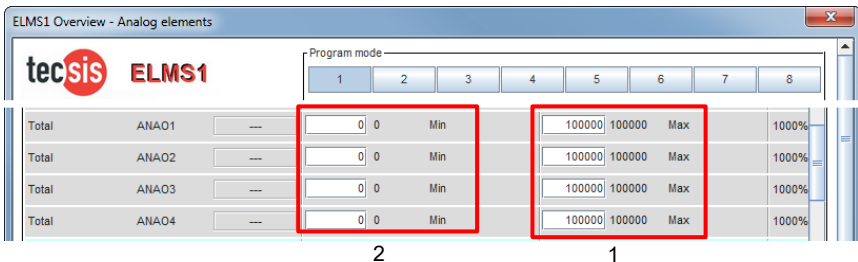 ELMS1 Overview - Analog elements
x
Program mode
tecsis ELMS1
1 2 3 4 5 6 7 8
Total ANAO1 --- 0 0 Min 100000 100000 Max 1000%
Total ANAO2 --- 0 0 Min 100000 100000 Max 1000%
Total ANAO3 --- 0 0 Min 100000 100000 Max 1000%
Total ANAO4 --- 0 0 Min 100000 100000 Max 1000%
2 1